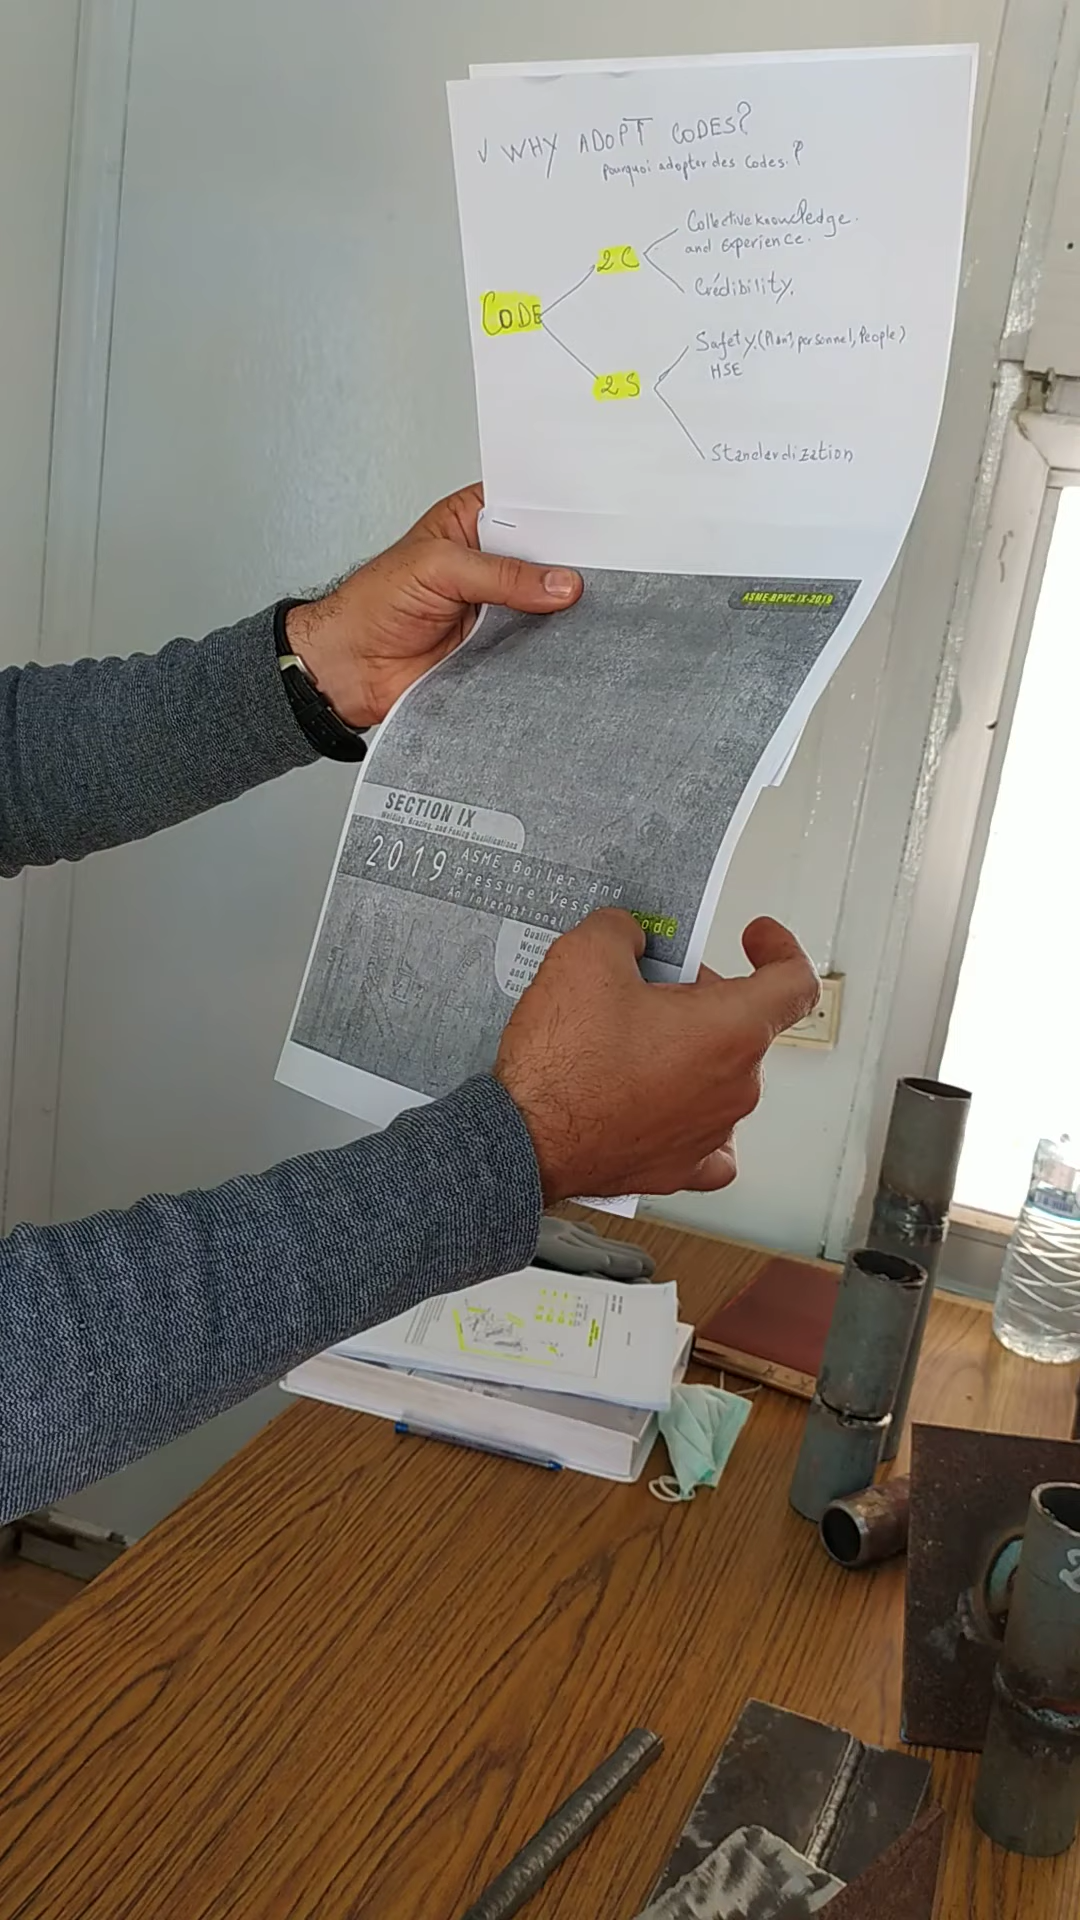 √ WHY ADOPT CODES?
Pourquoi adopter des Codes.?
Collective knowledge.
and Experience.
2C
Crédibility.
CODE
Safety.(Plant, personnel, People)
HSE
2S
Standardization
ASME BPVC.IX-2019
SECTION IX
Welding, Brazing, and Fusing Qualifications
2019 ASME Boiler and
Pressure Vess Code
An International
Qualifi
Weldin
Proce
and W
Fusi